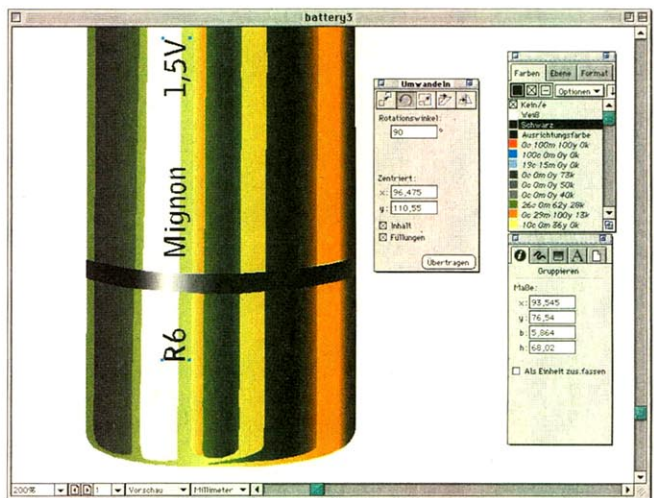 battery3
1,5V
Mignon
R6
Umwandeln
Rotationswinkel:
90 °
Zentriert:
x: 96,475
y: 110,55
Inhalt
Füllungen
Übertragen
Farben Ebene Format
Optionen
Kein/e
Weiß
Schwarz
Ausrichtungsfarbe
0c 100m 100y 0k
100c 0m 0y 0k
19c 15m 0y 0k
0c 0m 0y 73k
0c 0m 0y 50k
0c 0m 0y 40k
26c 0m 62y 28k
0c 29m 100y 13k
10c 0m 36y 0k
Gruppieren
Maße:
x: 93,545
y: 76,54
b: 5,864
h: 68,02
Als Einheit zus.fassen
200% 1 Vorschau Millimeter